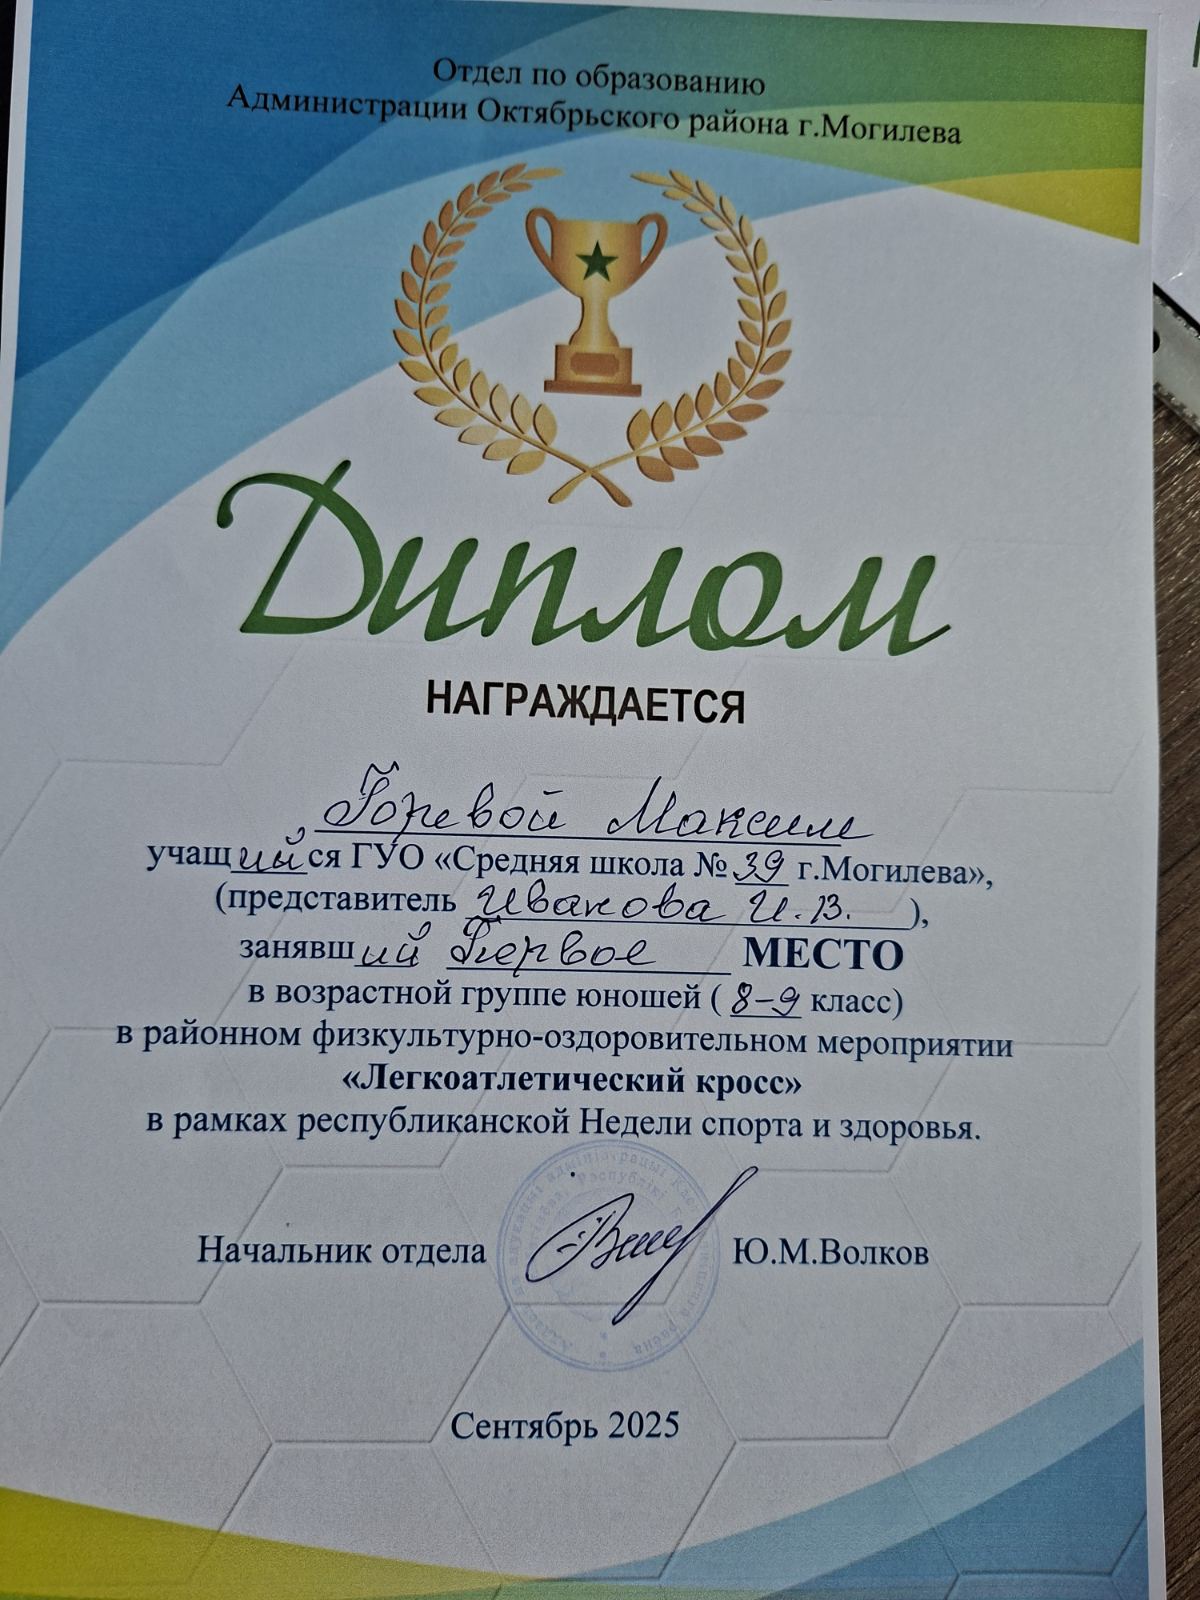 Отдел по образованию
Администрации Октябрьского района г.Могилева
Диплом
НАГРАЖДАЕТСЯ
Горевой Максим
учащийся ГУО «Средняя школа № 39 г.Могилева»,
(представитель Иванова И.В. ),
занявший Первое МЕСТО
в возрастной группе юношей ( 8-9 класс)
в районном физкультурно-оздоровительном мероприятии
«Легкоатлетический кросс»
в рамках республиканской Недели спорта и здоровья.
Начальник отдела Ю.М.Волков
Сентябрь 2025